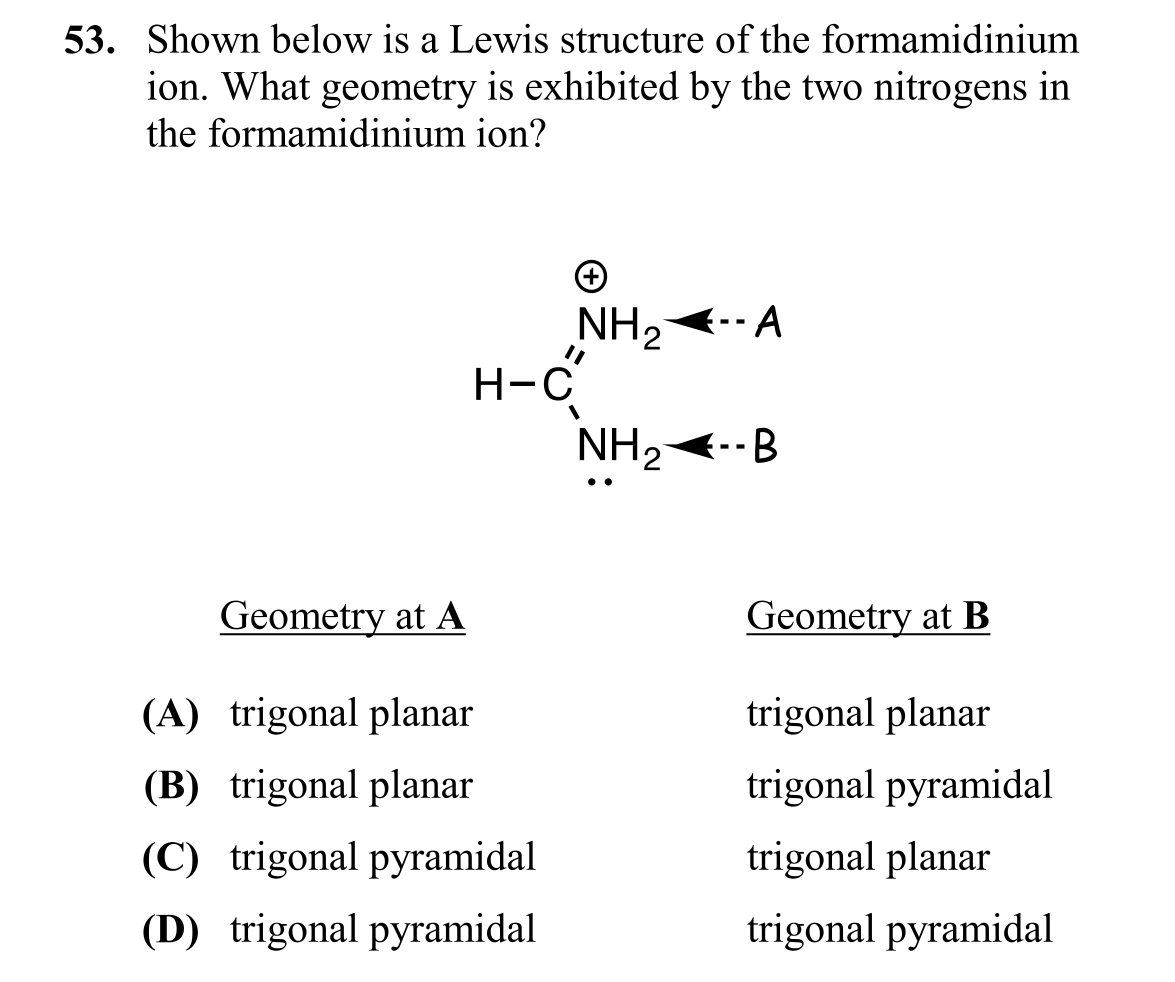 53. Shown below is a Lewis structure of the formamidinium
ion. What geometry is exhibited by the two nitrogens in
the formamidinium ion?
⊕
NH₂ A
H–C
NH₂ B
Geometry at A Geometry at B
(A) trigonal planar trigonal planar
(B) trigonal planar trigonal pyramidal
(C) trigonal pyramidal trigonal planar
(D) trigonal pyramidal trigonal pyramidal